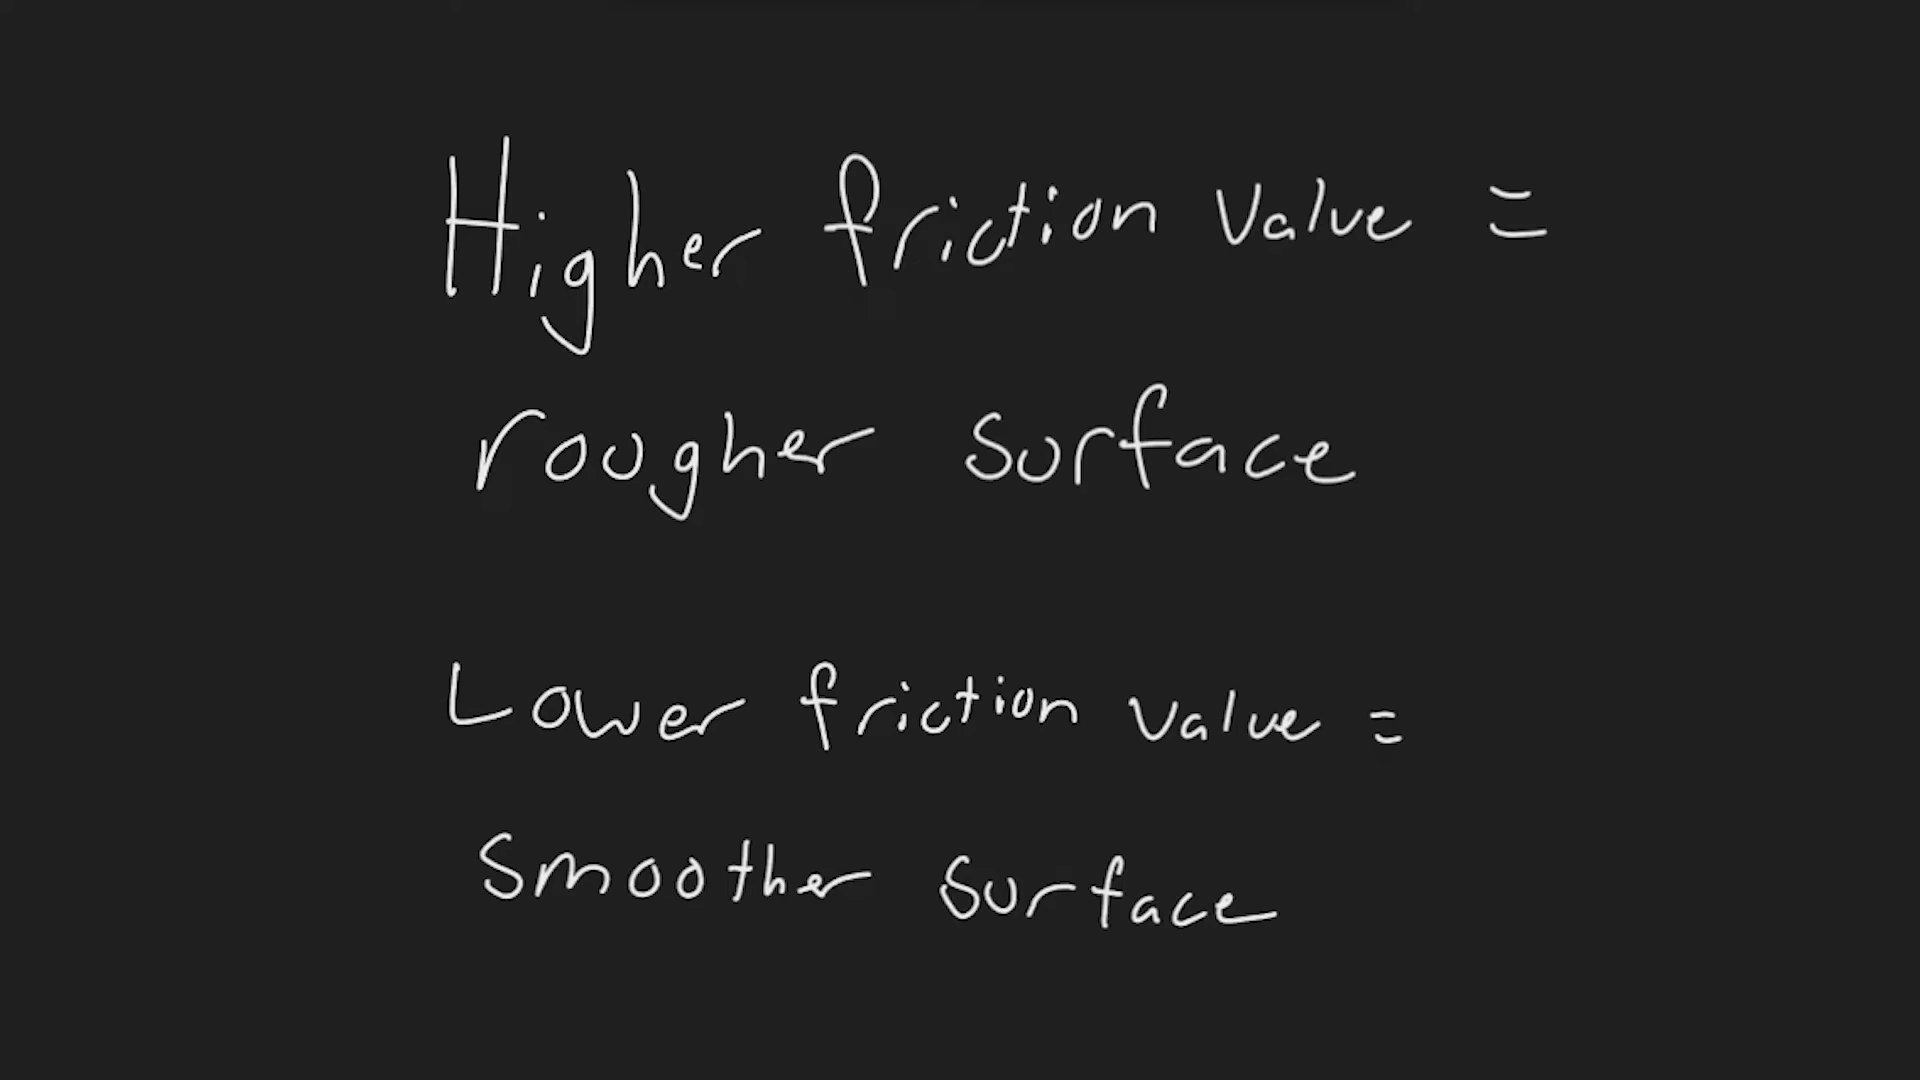 Higher friction value =
rougher surface
Lower friction value =
Smoother surface